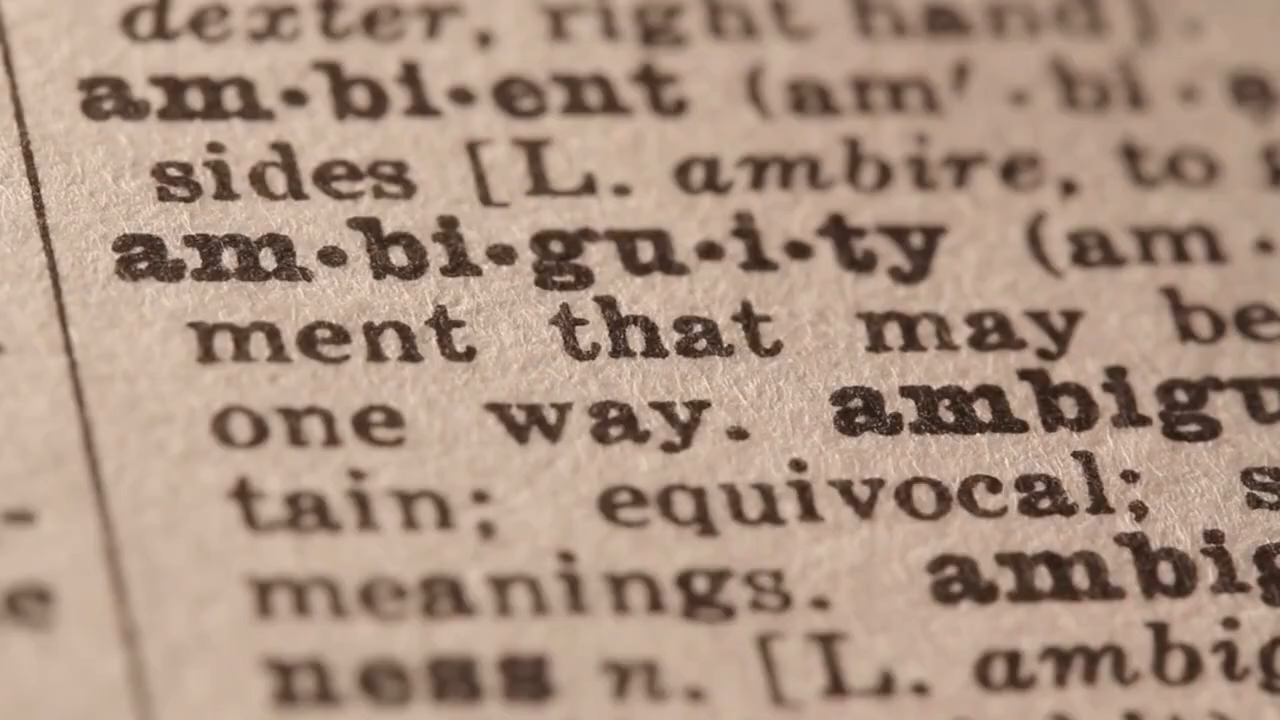 dexter, right hand].
am•bi•ent (am' · bi ·
sides [L. ambire, to
am•bi•gu•i•ty (am ·
ment that may be
one way. ambigu
tain; equivocal; s
meanings. ambig
ness n. [L. ambig